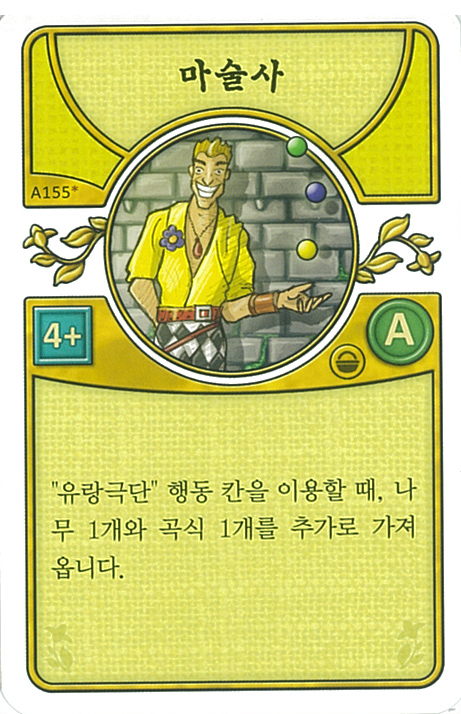 마술사
A155*
4+
A
"유랑극단" 행동 칸을 이용할 때, 나
무 1개와 곡식 1개를 추가로 가져
옵니다.